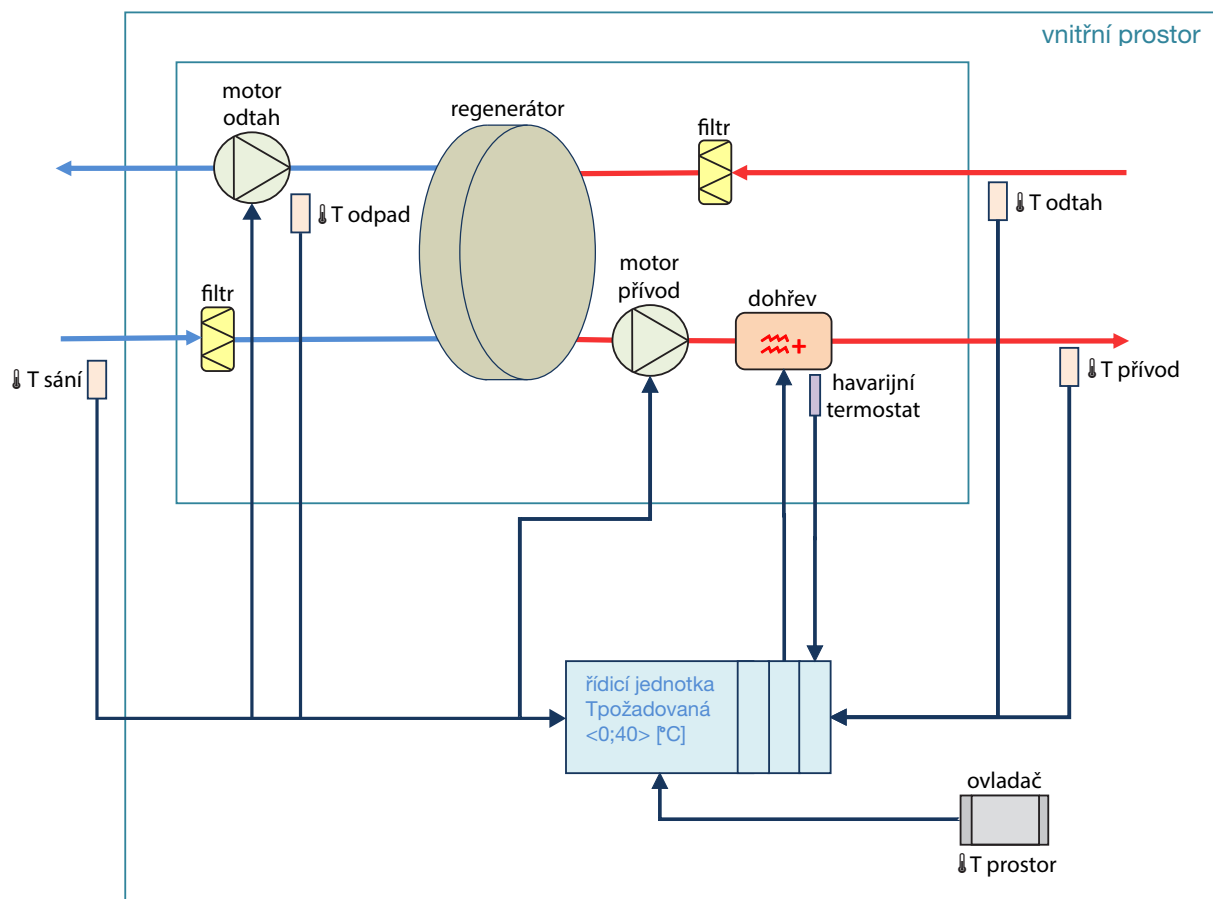 vnitřní prostor
motor
odtah
regenerátor
filtr
T odpad
T odtah
motor
přívod
filtr
dohřev
T sání
T přívod
havarijní
termostat
řídicí jednotka
Tpožadovaná
<0;40> [°C]
ovladač
T prostor